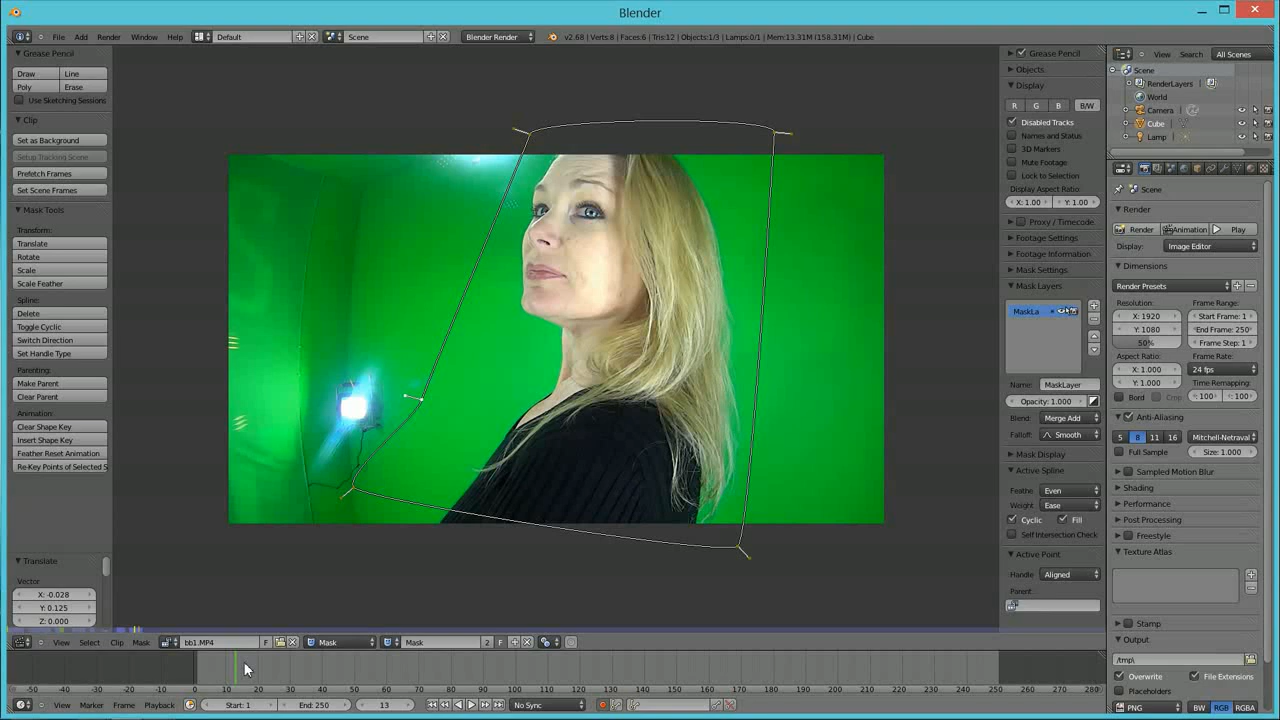 Blender
File Add Render Window Help Default Scene Blender Render v2.68 | Verts:8 | Faces:6 | Tris:12 | Objects:1/3 | Lamps:0/1 | Mem:13.31M (158.31M) | Cube
Grease Pencil
Draw Line
Poly Erase
Use Sketching Sessions
Clip
Set as Background
Setup Tracking Scene
Prefetch Frames
Set Scene Frames
Mask Tools
Transform:
Translate
Rotate
Scale
Scale Feather
Spline:
Delete
Toggle Cyclic
Switch Direction
Set Handle Type
Parenting:
Make Parent
Clear Parent
Animation:
Clear Shape Key
Insert Shape Key
Feather Reset Animation
Re-Key Points of Selected S
Translate
Vector
X: -0.028
Y: 0.125
Z: 0.000
Grease Pencil
Objects
Display
R G B B/W
Disabled Tracks
Names and Status
3D Markers
Mute Footage
Lock to Selection
Display Aspect Ratio:
X: 1.00 Y: 1.00
Proxy / Timecode
Footage Settings
Footage Information
Mask Settings
Mask Layers
MaskLa
Name: MaskLayer
Opacity: 1.000
Blend: Merge Add
Falloff: Smooth
Mask Display
Active Spline
Feathe Even
Weight: Ease
Cyclic Fill
Self Intersection Check
Active Point
Handle Aligned
Parent:
View Search All Scenes
Scene
RenderLayers
World
Camera
Cube
Lamp
Scene
Render
Render Animation Play
Display: Image Editor
Dimensions
Render Presets
Resolution: Frame Range:
X: 1920 Start Frame: 1
Y: 1080 End Frame: 250
50% Frame Step: 1
Aspect Ratio: Frame Rate:
X: 1.000 24 fps
Y: 1.000 Time Remapping:
Bord Crop :100 :100
Anti-Aliasing
5 8 11 16 Mitchell-Netraval
Full Sample Size: 1.000
Sampled Motion Blur
Shading
Performance
Post Processing
Freestyle
Texture Atlas
Stamp
Output
/tmp\
Overwrite File Extensions
Placeholders
PNG BW RGB RGBA
View Select Clip Mask bb1.MP4 F Mask Mask 2 F
-50 -40 -30 -20 -10 0 10 20 30 40 50 60 70 80 90 100 110 120 130 140 150 160 170 180 190 200 210 220 230 240 250 260 270 280
View Marker Frame Playback Start: 1 End: 250 13 No Sync